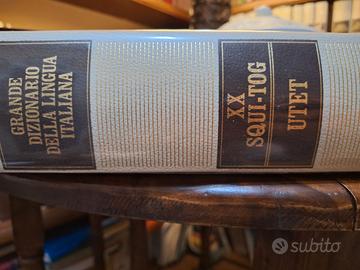 GRANDE
DIZIONARIO
DELLA LINGUA
ITALIANA
XX
SQUI-TOG
UTET
subito